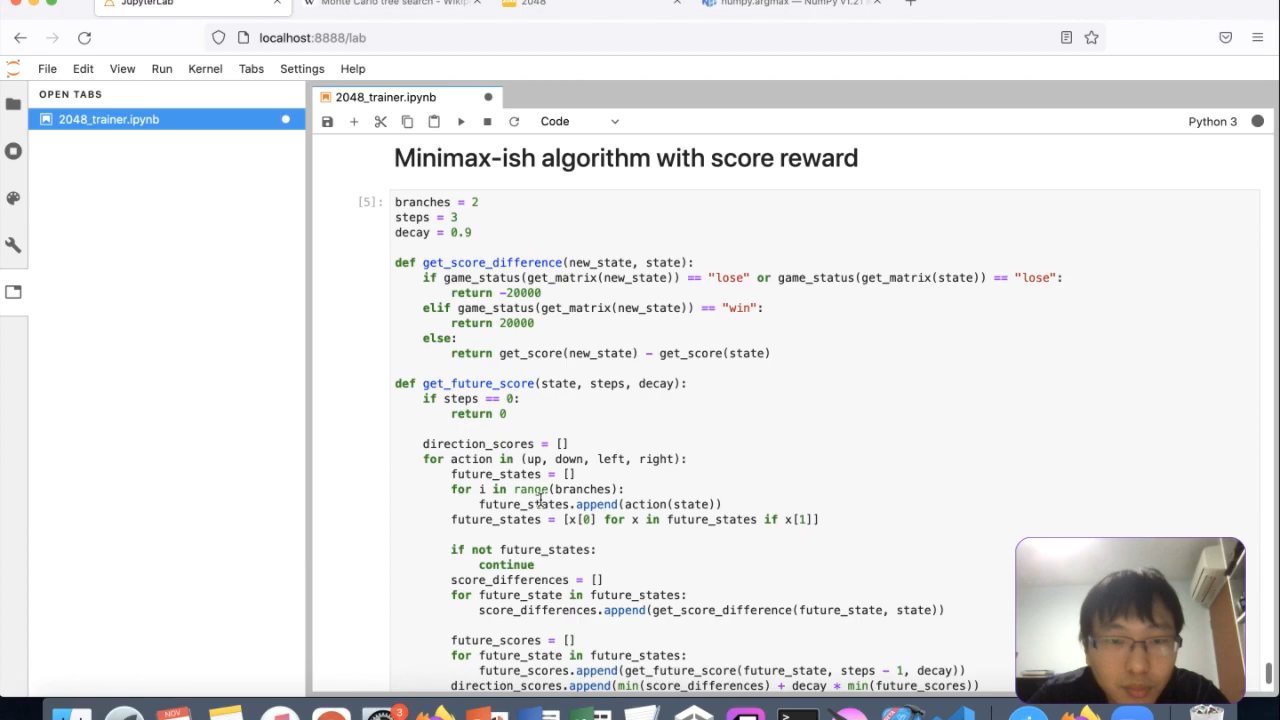 JupyterLab
Monte Carlo tree search - Wikip
2048
numpy.argmax — NumPy v1.21
localhost:8888/lab
File Edit View Run Kernel Tabs Settings Help
OPEN TABS
2048_trainer.ipynb
2048_trainer.ipynb
Code
Python 3
Minimax-ish algorithm with score reward
[5]:
branches = 2
steps = 3
decay = 0.9
def get_score_difference(new_state, state):
if game_status(get_matrix(new_state)) == "lose" or game_status(get_matrix(state)) == "lose":
return -20000
elif game_status(get_matrix(new_state)) == "win":
return 20000
else:
return get_score(new_state) - get_score(state)
def get_future_score(state, steps, decay):
if steps == 0:
return 0
direction_scores = []
for action in (up, down, left, right):
future_states = []
for i in range(branches):
future_states.append(action(state))
future_states = [x[0] for x in future_states if x[1]]
if not future_states:
continue
score_differences = []
for future_state in future_states:
score_differences.append(get_score_difference(future_state, state))
future_scores = []
for future_state in future_states:
future_scores.append(get_future_score(future_state, steps - 1, decay))
direction_scores.append(min(score_differences) + decay * min(future_scores))
NOV
3